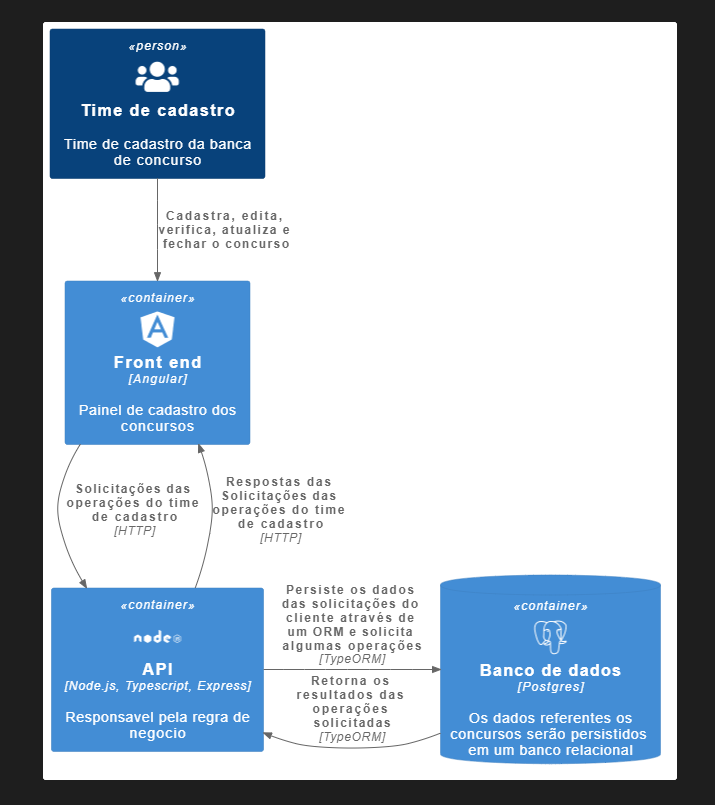 «person»
Time de cadastro
Time de cadastro da banca
de concurso
Cadastra, edita,
verifica, atualiza e
fechar o concurso
«container»
Front end
[Angular]
Painel de cadastro dos
concursos
Solicitações das
operações do time
de cadastro
[HTTP]
Respostas das
Solicitações das
operações do time
de cadastro
[HTTP]
«container»
node
API
[Node.js, Typescript, Express]
Responsavel pela regra de
negocio
Persiste os dados
das solicitações do
cliente através de
um ORM e solicita
algumas operações
[TypeORM]
Retorna os
resultados das
operações
solicitadas
[TypeORM]
«container»
Banco de dados
[Postgres]
Os dados referentes os
concursos serão persistidos
em um banco relacional